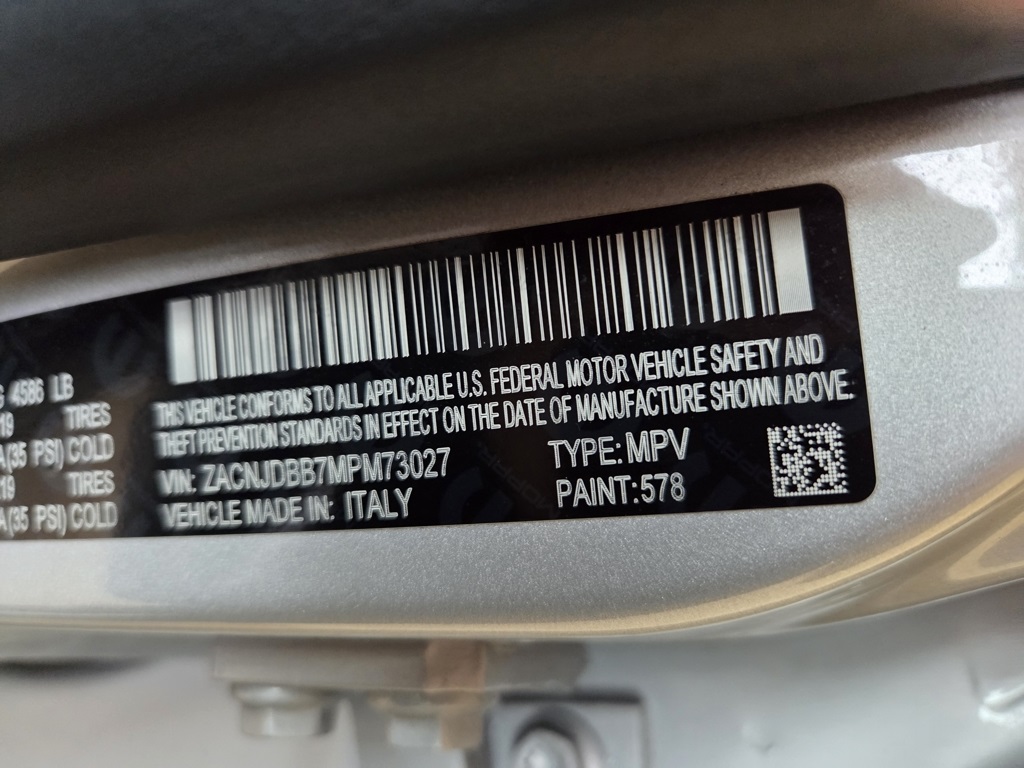 4586 LB
19 TIRES
A(35 PSI) COLD
19 TIRES
A(35 PSI) COLD
THIS VEHICLE CONFORMS TO ALL APPLICABLE U.S. FEDERAL MOTOR VEHICLE SAFETY AND
THEFT PREVENTION STANDARDS IN EFFECT ON THE DATE OF MANUFACTURE SHOWN ABOVE.
VIN: ZACNJDBB7MPM73027 TYPE: MPV
VEHICLE MADE IN: ITALY PAINT:578